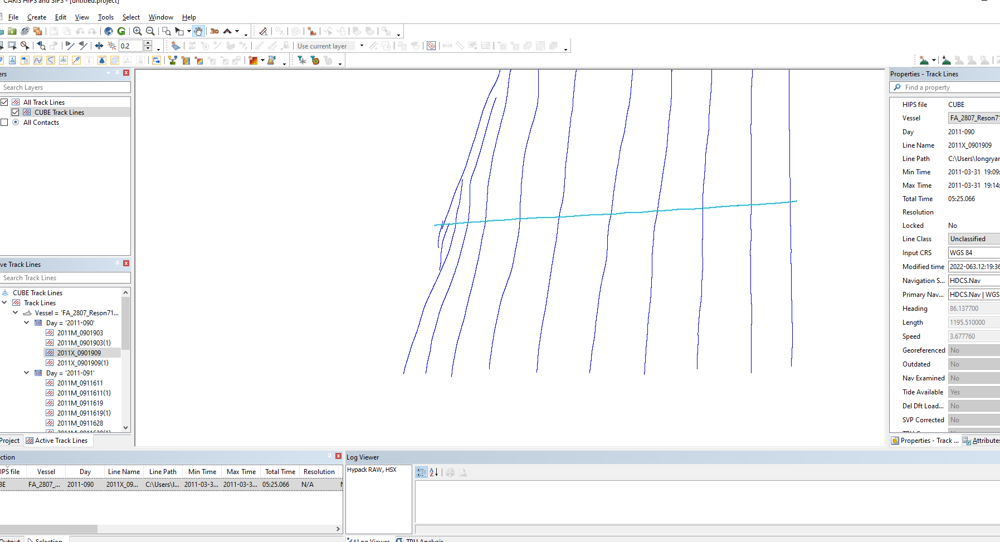 CARIS HIPS and SIPS - [untitled.project]
File Create Edit View Tools Select Window Help
3D
0.2
Use current layer
ers
Search Layers
All Track Lines
CUBE Track Lines
All Contacts
ve Track Lines
Search Track Lines
CUBE Track Lines
Track Lines
Vessel = 'FA_2807_Reson71...
Day = '2011-090'
2011M_0901903
2011M_0901903(1)
2011X_0901909
2011X_0901909(1)
Day = '2011-091'
2011M_0911611
2011M_0911611(1)
2011M_0911619
2011M_0911619(1)
2011M_0911628
2011M_0911628(1)
Project Active Track Lines
Properties - Track Lines
Find a property
HIPS file CUBE
Vessel FA_2807_Reson71
Day 2011-090
Line Name 2011X_0901909
Line Path C:\Users\longryan
Min Time 2011-03-31 19:09:
Max Time 2011-03-31 19:14:
Total Time 05:25.066
Resolution
Locked No
Line Class Unclassified
Input CRS WGS 84
Modified time 2022-063.12:19:36
Navigation S... HDCS.Nav
Primary Nav... HDCS.Nav | WGS
Heading 86.137700
Length 1195.510000
Speed 3.677760
Georeferenced No
Outdated No
Nav Examined No
Tide Available Yes
Del Dft Load... No
SVP Corrected No
Properties - Track ... Attributes
ction
IPS file Vessel Day Line Name Line Path Min Time Max Time Total Time Resolution
BE FA_2807_... 2011-090 2011X_09... C:\Users\l... 2011-03-3... 2011-03-3... 05:25.066 N/A
Output Selection
Log Viewer
Hypack RAW, HSX
Log Viewer TPU Analysis